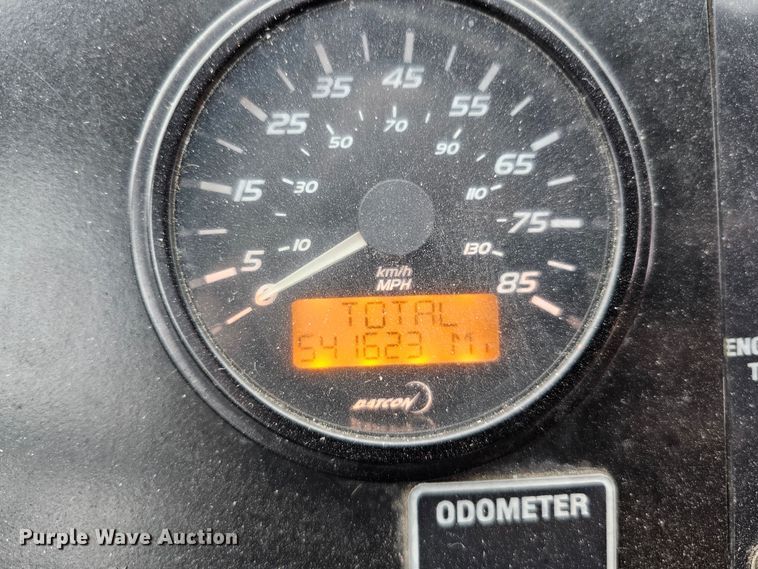 45
35
55
25
65
15
75
5
85
50
70
90
30
110
10
130
km/h
MPH
TOTAL
541623 Mi
DATCON
ODOMETER
Purple Wave Auction